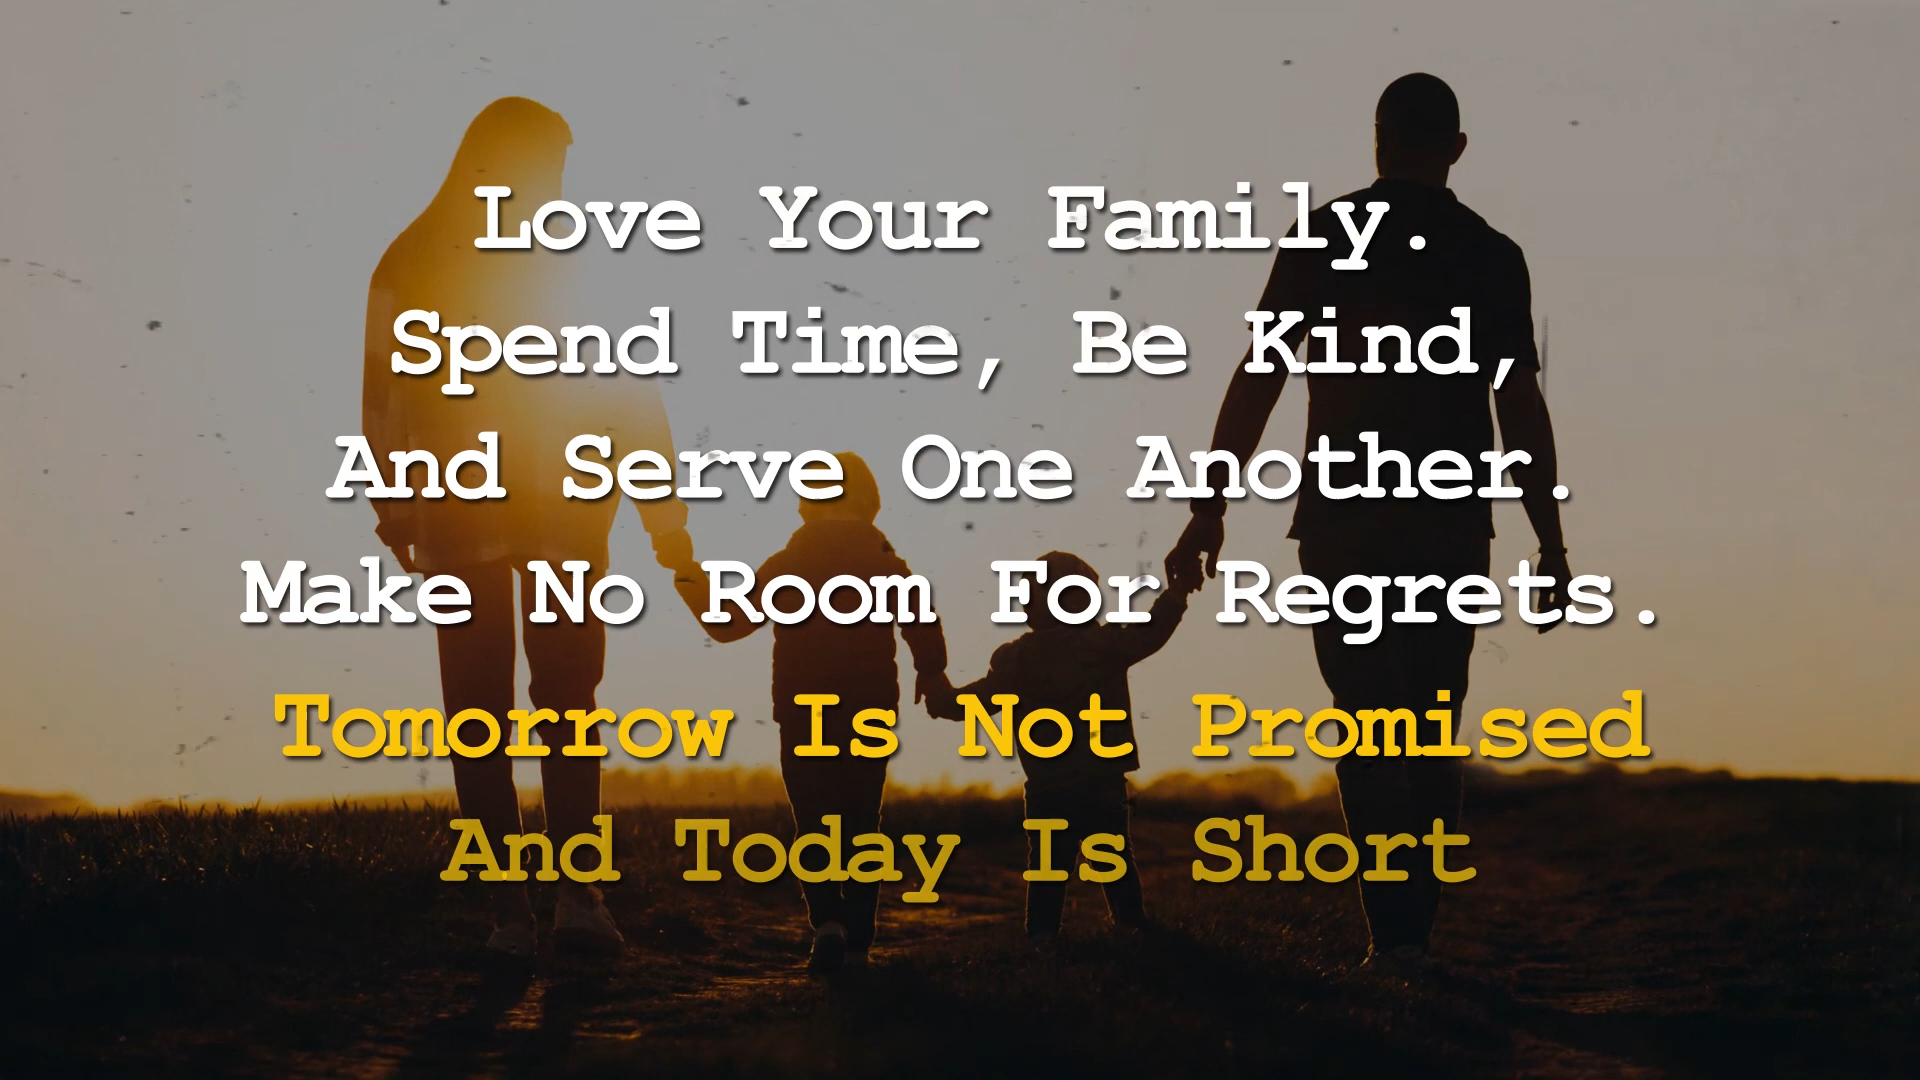 Love Your Family.
Spend Time, Be Kind,
And Serve One Another.
Make No Room For Regrets.
Tomorrow Is Not Promised
And Today Is Short